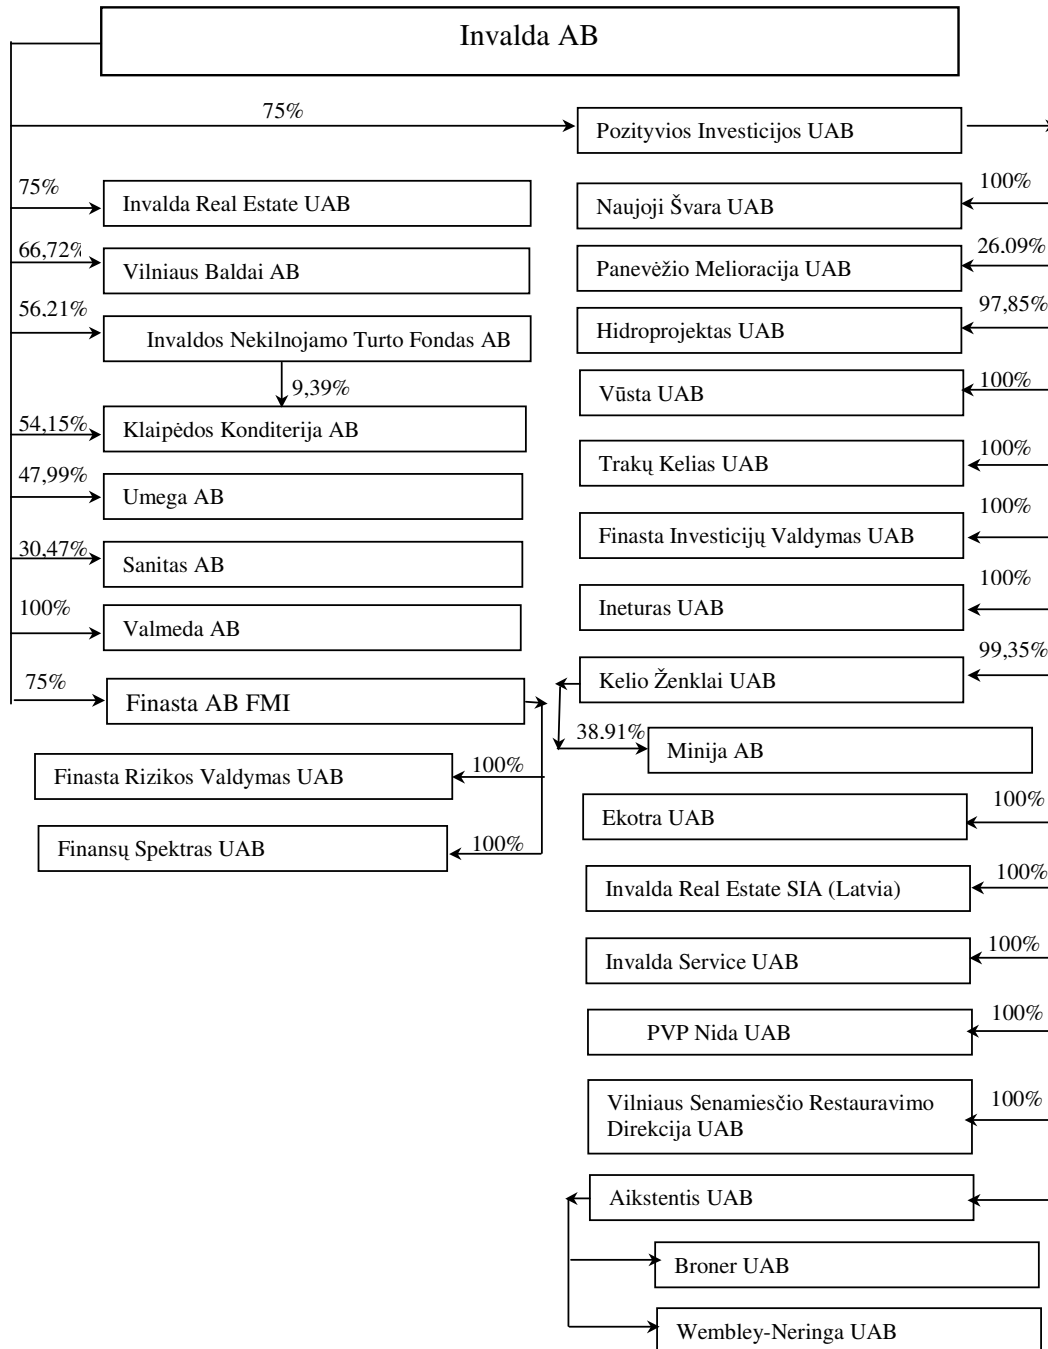 Invalda AB
75%
Pozityvios Investicijos UAB
75%
Invalda Real Estate UAB
100%
Naujoji Švara UAB
66,72%
Vilniaus Baldai AB
26.09%
Panevėžio Melioracija UAB
56,21%
Invaldos Nekilnojamo Turto Fondas AB
97,85%
Hidroprojektas UAB
9,39%
100%
Vūsta UAB
54,15%
Klaipėdos Konditerija AB
100%
Trakų Kelias UAB
47,99%
Umega AB
100%
Finasta Investicijų Valdymas UAB
30,47%
Sanitas AB
100%
Ineturas UAB
100%
Valmeda AB
99,35%
Kelio Ženklai UAB
75%
Finasta AB FMI
38.91%
Minija AB
Finasta Rizikos Valdymas UAB
100%
100%
Ekotra UAB
Finansų Spektras UAB
100%
100%
Invalda Real Estate SIA (Latvia)
100%
Invalda Service UAB
100%
PVP Nida UAB
100%
Vilniaus Senamiesčio Restauravimo
Direkcija UAB
Aikstentis UAB
Broner UAB
Wembley-Neringa UAB